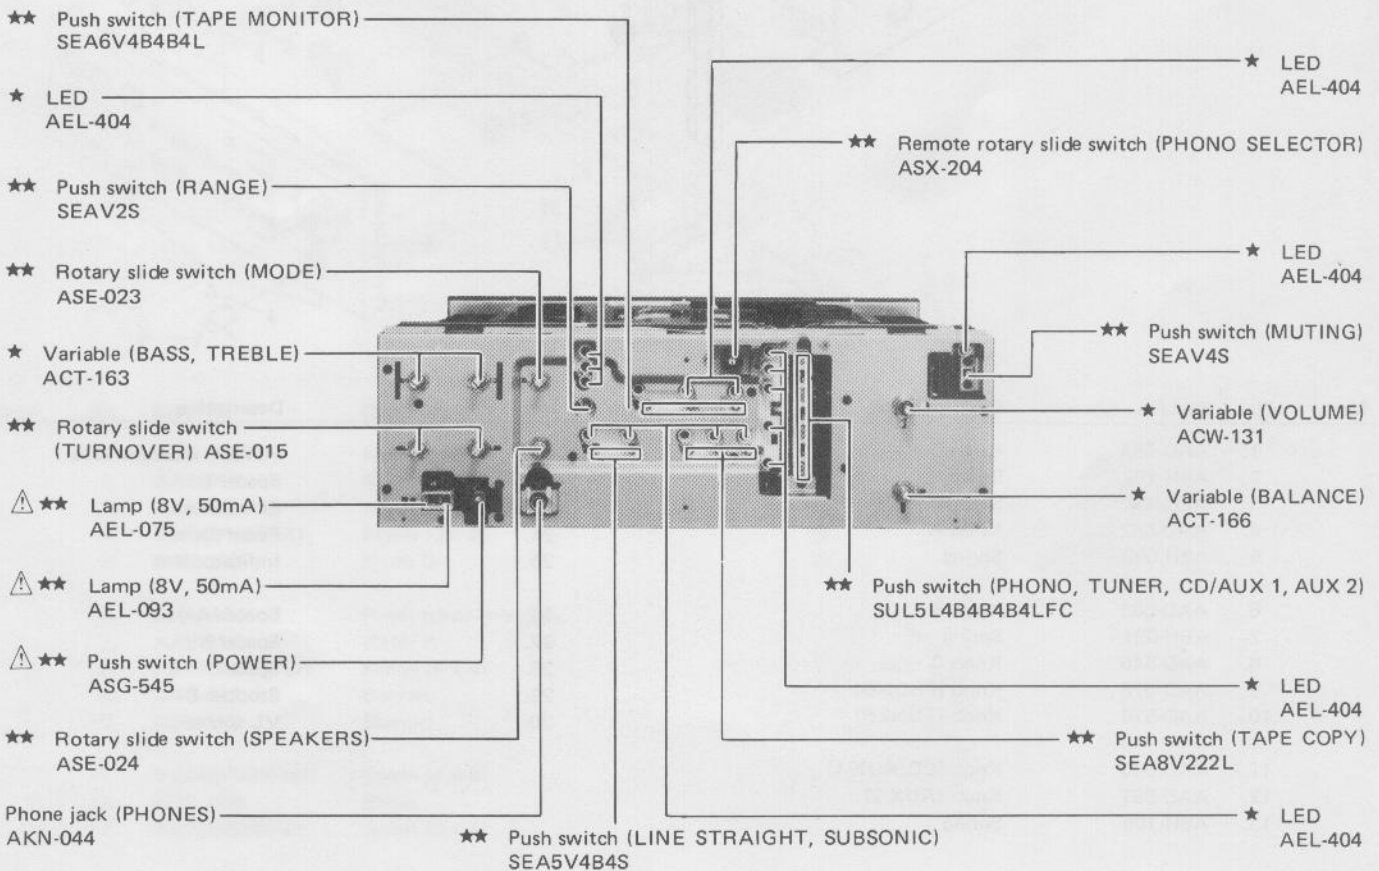 ★★ Push switch (TAPE MONITOR)
SEA6V4B4B4L
★ LED
AEL-404
★★ Push switch (RANGE)
SEAV2S
★★ Rotary slide switch (MODE)
ASE-023
★ Variable (BASS, TREBLE)
ACT-163
★★ Rotary slide switch
(TURNOVER) ASE-015
⚠ ★★ Lamp (8V, 50mA)
AEL-075
⚠ ★★ Lamp (8V, 50mA)
AEL-093
⚠ ★★ Push switch (POWER)
ASG-545
★★ Rotary slide switch (SPEAKERS)
ASE-024
Phone jack (PHONES)
AKN-044
★★ Push switch (LINE STRAIGHT, SUBSONIC)
SEA5V4B4S
★ LED
AEL-404
★★ Remote rotary slide switch (PHONO SELECTOR)
ASX-204
★ LED
AEL-404
★★ Push switch (MUTING)
SEAV4S
★ Variable (VOLUME)
ACW-131
★ Variable (BALANCE)
ACT-166
★★ Push switch (PHONO, TUNER, CD/AUX 1, AUX 2)
SUL5L4B4B4B4LFC
★ LED
AEL-404
★★ Push switch (TAPE COPY)
SEA8V222L
★ LED
AEL-404